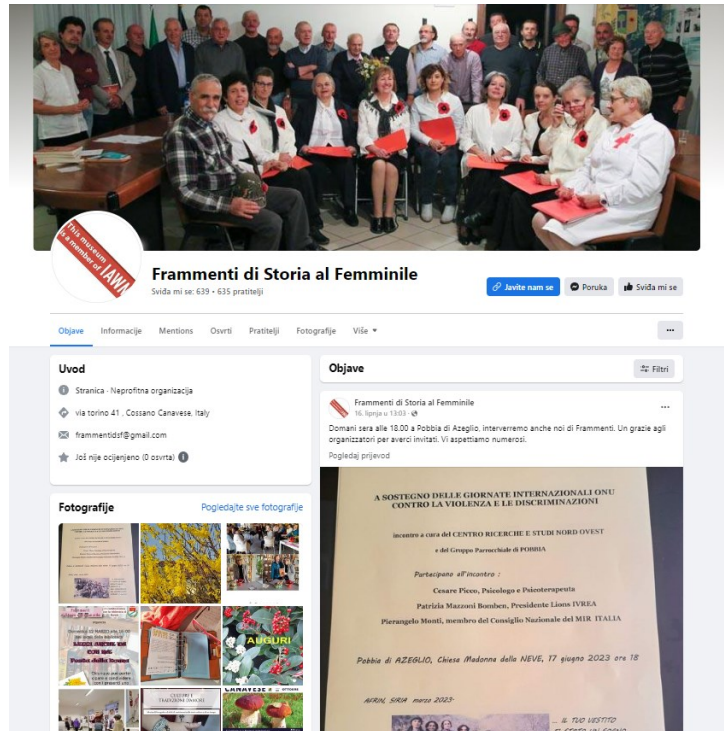 This museum
is a member of IAWM
Frammenti di Storia al Femminile
Sviđa mi se: 639 • 635 pratitelji
Javite nam se
Poruka
Sviđa mi se
Objave
Informacije
Mentions
Osvrti
Pratitelji
Fotografije
Više
Uvod
Stranica · Neprofitna organizacija
via torino 41 , Cossano Canavese, Italy
frammentidsf@gmail.com
Još nije ocijenjeno (0 osvrta)
Fotografije
Pogledajte sve fotografije
AUGURI
CULTURE E
TRADIZIONE
CANAVESE
Objave
Filtri
Frammenti di Storia al Femminile
16. lipnja u 13:03 ·
Domani sera alle 18.00 a Pobbia di Azeglio, interverremo anche noi di Frammenti. Un grazie agli
organizzatori per averci invitati. Vi aspettiamo numerosi.
Pogledaj prijevod
A SOSTEGNO DELLE GIORNATE INTERNAZIONALI ONU
CONTRO LA VIOLENZA E LE DISCRIMINAZIONI
incontro a cura del CENTRO RICERCHE E STUDI NORD OVEST
e del Gruppo Parrocchiale di POBBIA
Partecipano all'incontro :
Cesare Picco, Psicologo e Psicoterapeuta
Patrizia Mazzoni Bomben, Presidente Lions IVREA
Pierangelo Monti, membro del Consiglio Nazionale del MIR ITALIA
Pobbia di AZEGLIO, Chiesa Madonna della NEVE, 17 giugno 2023 ore 18
AFRIN, SIRIA marzo 2023-
... IL TUO VESTITO